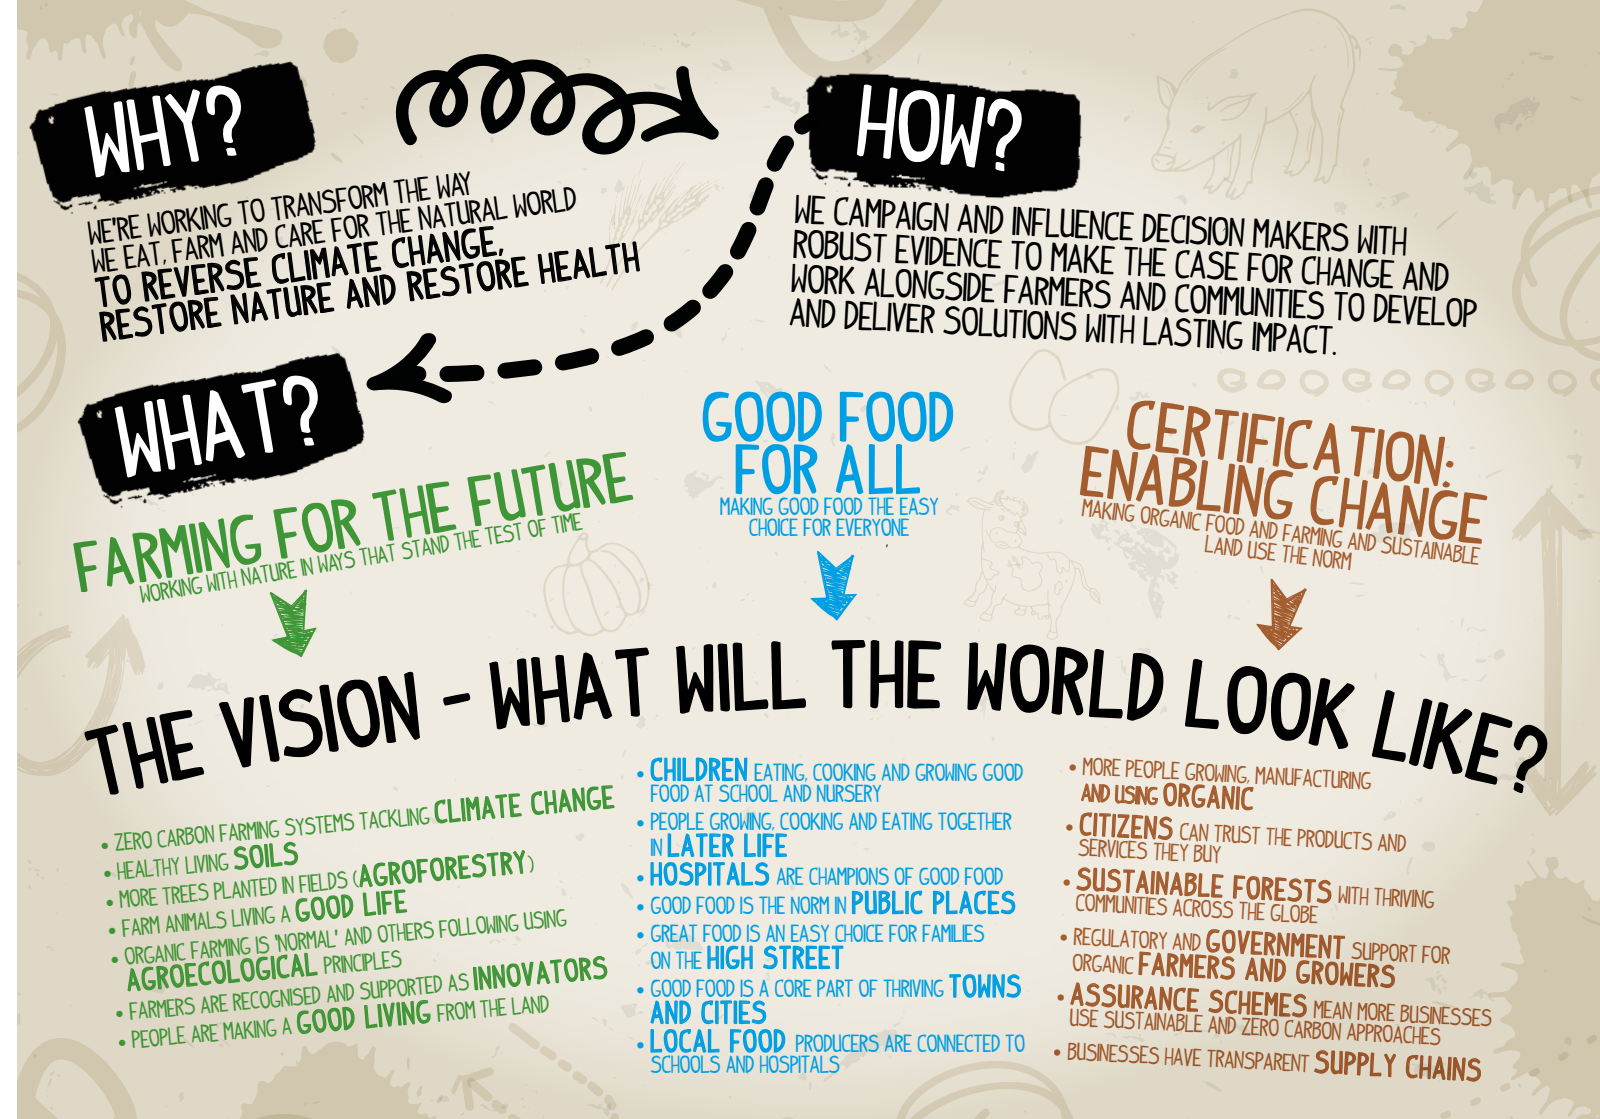 WHY?
WE'RE WORKING TO TRANSFORM THE WAY
WE EAT, FARM AND CARE FOR THE NATURAL WORLD
TO REVERSE CLIMATE CHANGE,
RESTORE NATURE AND RESTORE HEALTH
HOW?
WE CAMPAIGN AND INFLUENCE DECISION MAKERS WITH
ROBUST EVIDENCE TO MAKE THE CASE FOR CHANGE AND
WORK ALONGSIDE FARMERS AND COMMUNITIES TO DEVELOP
AND DELIVER SOLUTIONS WITH LASTING IMPACT.
WHAT?
FARMING FOR THE FUTURE
WORKING WITH NATURE IN WAYS THAT STAND THE TEST OF TIME
GOOD FOOD
FOR ALL
MAKING GOOD FOOD THE EASY
CHOICE FOR EVERYONE
CERTIFICATION:
ENABLING CHANGE
MAKING ORGANIC FOOD AND FARMING AND SUSTAINABLE
LAND USE THE NORM
THE VISION - WHAT WILL THE WORLD LOOK LIKE?
• ZERO CARBON FARMING SYSTEMS TACKLING CLIMATE CHANGE
• HEALTHY LIVING SOILS
• MORE TREES PLANTED IN FIELDS (AGROFORESTRY)
• FARM ANIMALS LIVING A GOOD LIFE
• ORGANIC FARMING IS 'NORMAL' AND OTHERS FOLLOWING USING
AGROECOLOGICAL PRINCIPLES
• FARMERS ARE RECOGNISED AND SUPPORTED AS INNOVATORS
• PEOPLE ARE MAKING A GOOD LIVING FROM THE LAND
• CHILDREN EATING, COOKING AND GROWING GOOD
FOOD AT SCHOOL AND NURSERY
• PEOPLE GROWING, COOKING AND EATING TOGETHER
IN LATER LIFE
• HOSPITALS ARE CHAMPIONS OF GOOD FOOD
• GOOD FOOD IS THE NORM IN PUBLIC PLACES
• GREAT FOOD IS AN EASY CHOICE FOR FAMILIES
ON THE HIGH STREET
• GOOD FOOD IS A CORE PART OF THRIVING TOWNS
AND CITIES
• LOCAL FOOD PRODUCERS ARE CONNECTED TO
SCHOOLS AND HOSPITALS
• MORE PEOPLE GROWING, MANUFACTURING
AND USING ORGANIC
• CITIZENS CAN TRUST THE PRODUCTS AND
SERVICES THEY BUY
• SUSTAINABLE FORESTS WITH THRIVING
COMMUNITIES ACROSS THE GLOBE
• REGULATORY AND GOVERNMENT SUPPORT FOR
ORGANIC FARMERS AND GROWERS
• ASSURANCE SCHEMES MEAN MORE BUSINESSES
USE SUSTAINABLE AND ZERO CARBON APPROACHES
• BUSINESSES HAVE TRANSPARENT SUPPLY CHAINS